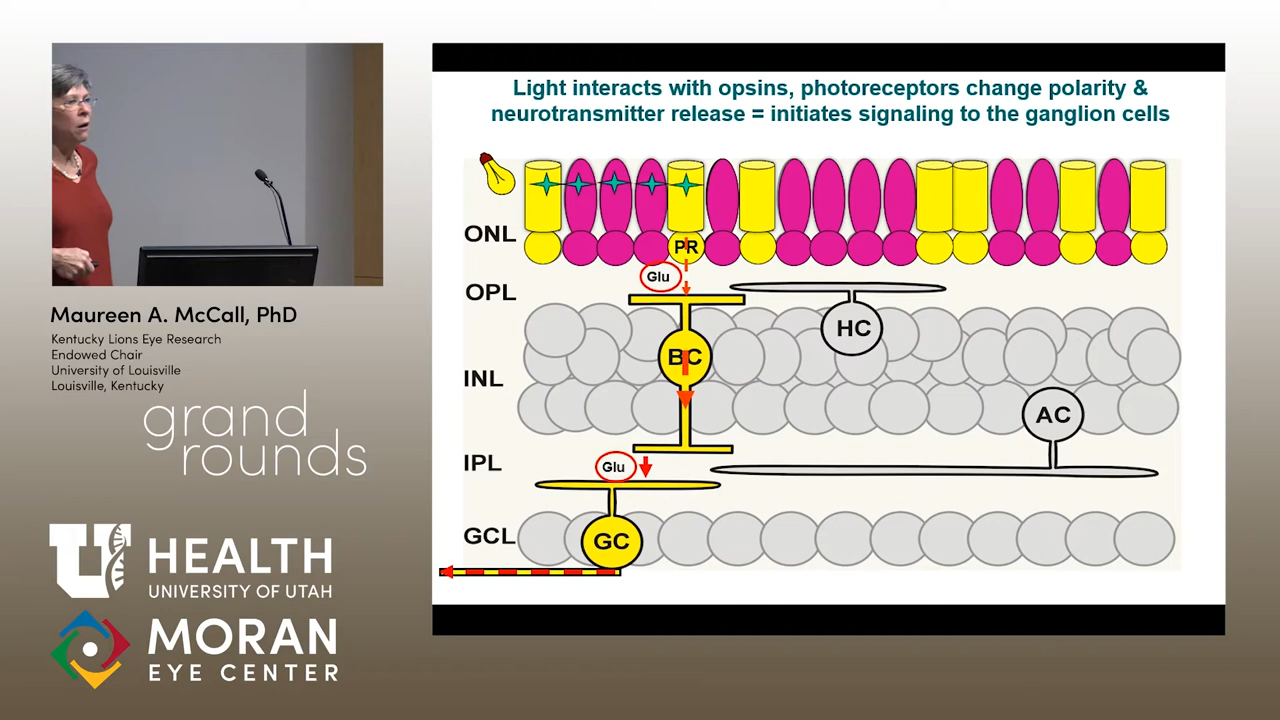 Light interacts with opsins, photoreceptors change polarity &
neurotransmitter release = initiates signaling to the ganglion cells
ONL
PR
Glu
OPL
HC
BC
INL
AC
IPL
Glu
GCL
GC
Maureen A. McCall, PhD
Kentucky Lions Eye Research
Endowed Chair
University of Louisville
Louisville, Kentucky
grand
rounds
U
HEALTH
UNIVERSITY OF UTAH
MORAN
EYE CENTER